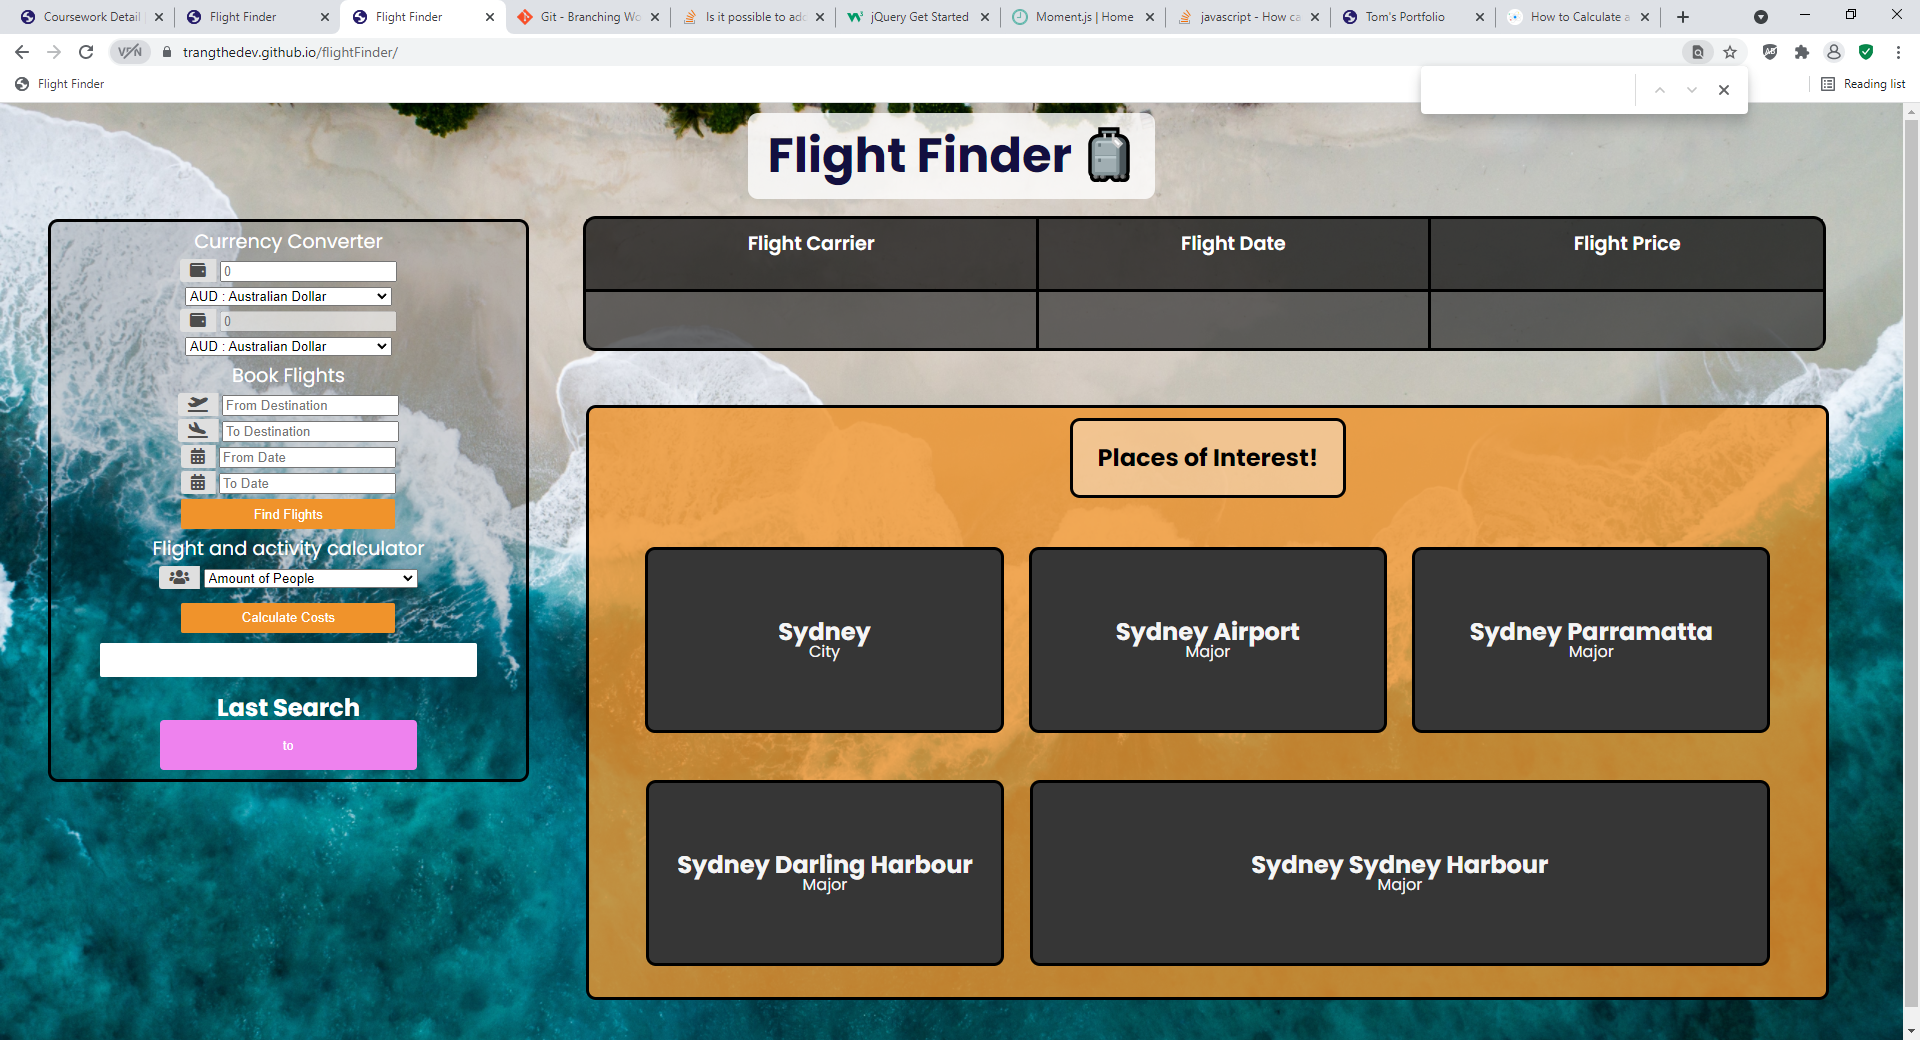 Coursework Detail
Flight Finder
Flight Finder
Git - Branching Wo
Is it possible to add
jQuery Get Started
Moment.js | Home
javascript - How ca
Tom's Portfolio
How to Calculate a
VPN
trangthedev.github.io/flightFinder/
Flight Finder
Reading list
Flight Finder
Currency Converter
0
AUD : Australian Dollar
0
AUD : Australian Dollar
Book Flights
From Destination
To Destination
From Date
To Date
Find Flights
Flight and activity calculator
Amount of People
Calculate Costs
Last Search
to
Flight Carrier
Flight Date
Flight Price
Places of Interest!
Sydney
City
Sydney Airport
Major
Sydney Parramatta
Major
Sydney Darling Harbour
Major
Sydney Sydney Harbour
Major